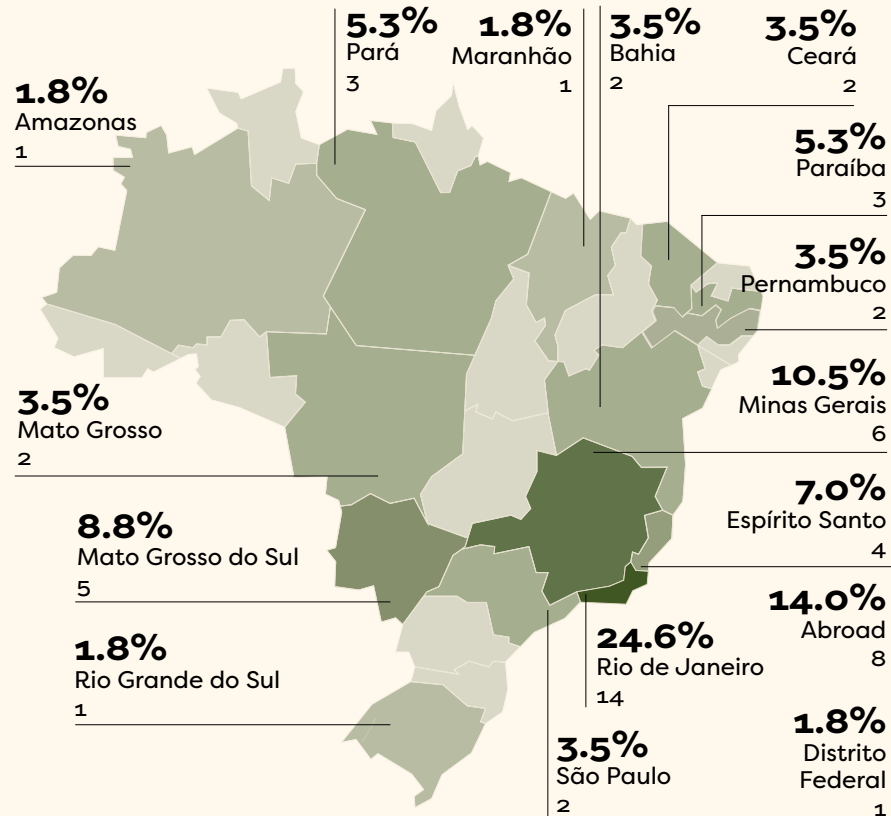 5.3%
Pará
3
1.8%
Maranhão
1
3.5%
Bahia
2
3.5%
Ceará
2
1.8%
Amazonas
1
5.3%
Paraíba
3
3.5%
Pernambuco
2
10.5%
Minas Gerais
6
3.5%
Mato Grosso
2
7.0%
Espírito Santo
4
8.8%
Mato Grosso do Sul
5
14.0%
Abroad
8
24.6%
Rio de Janeiro
14
1.8%
Rio Grande do Sul
1
3.5%
São Paulo
2
1.8%
Distrito
Federal
1